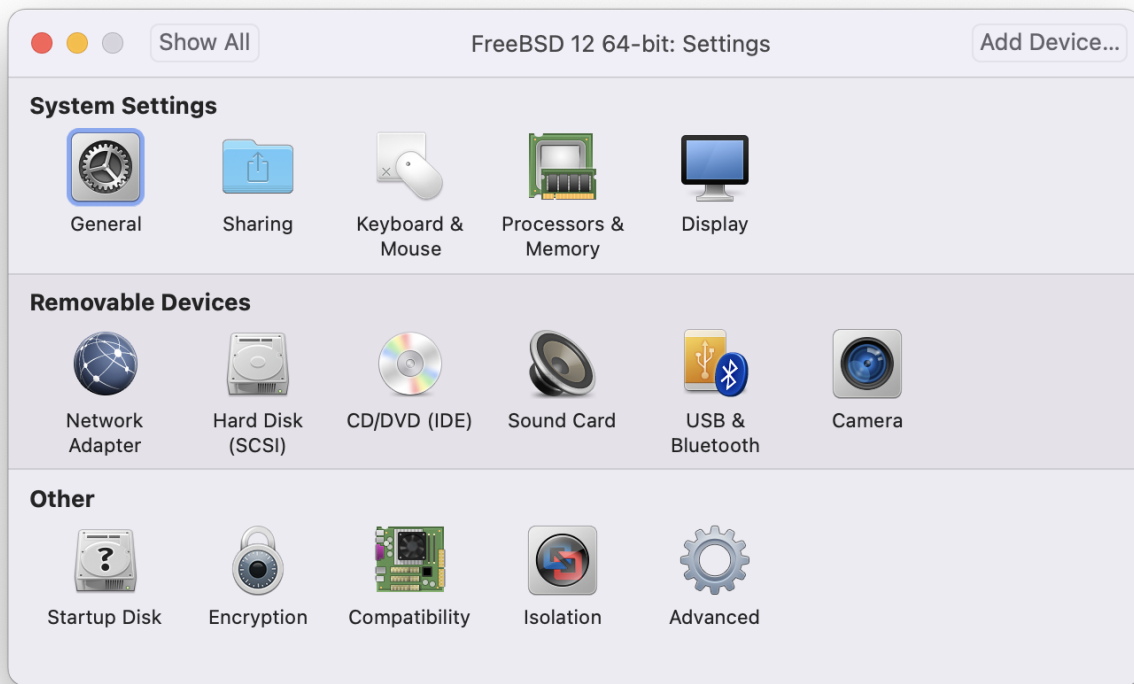 Show All
FreeBSD 12 64-bit: Settings
Add Device...
System Settings
General
Sharing
Keyboard &
Mouse
Processors &
Memory
Display
Removable Devices
Network
Adapter
Hard Disk
(SCSI)
CD/DVD (IDE)
Sound Card
USB &
Bluetooth
Camera
Other
?
Startup Disk
Encryption
Compatibility
Isolation
Advanced